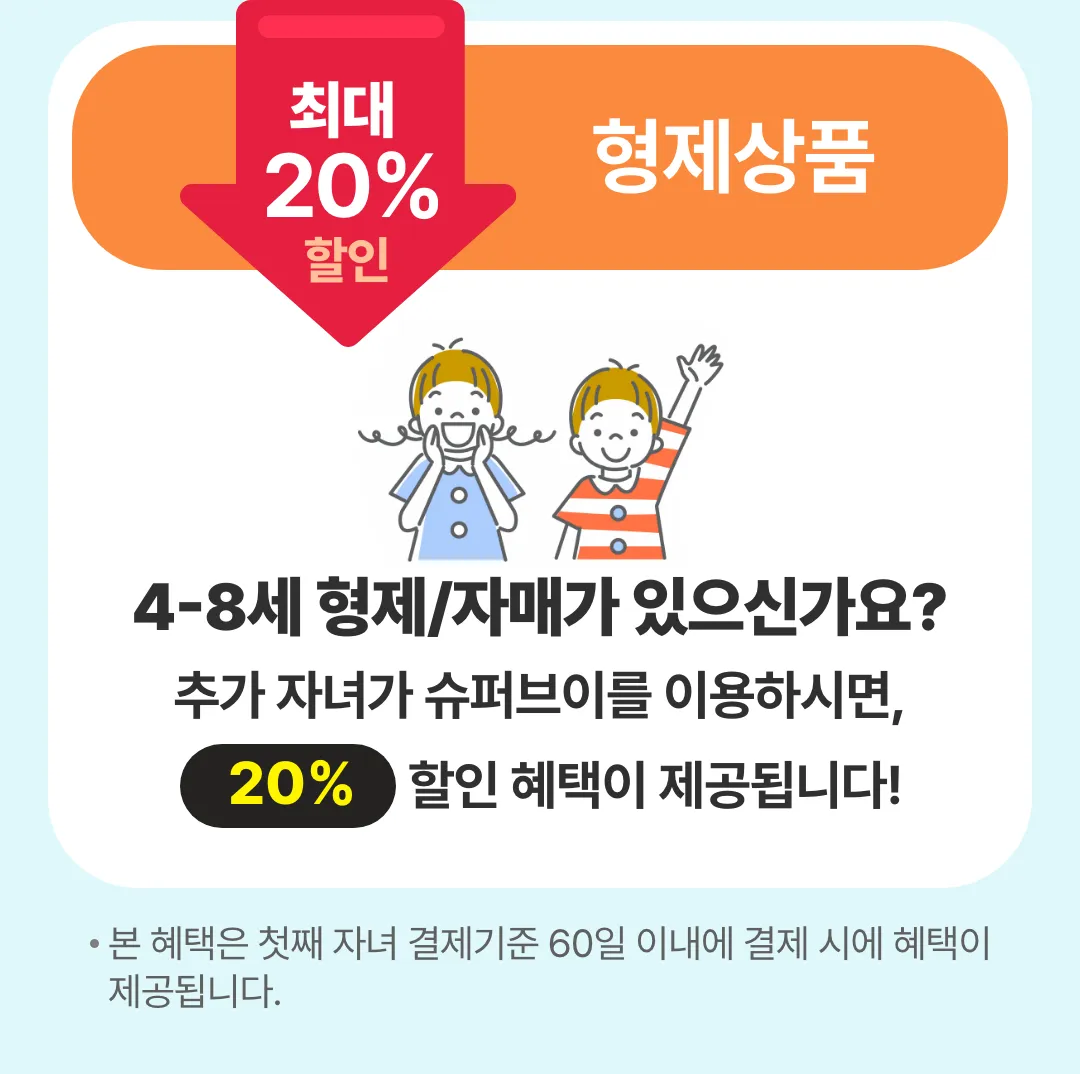 최대
20%
할인
형제상품
4-8세 형제/자매가 있으신가요?
추가 자녀가 슈퍼브이를 이용하시면,
20% 할인 혜택이 제공됩니다!
• 본 혜택은 첫째 자녀 결제기준 60일 이내에 결제 시에 혜택이
제공됩니다.